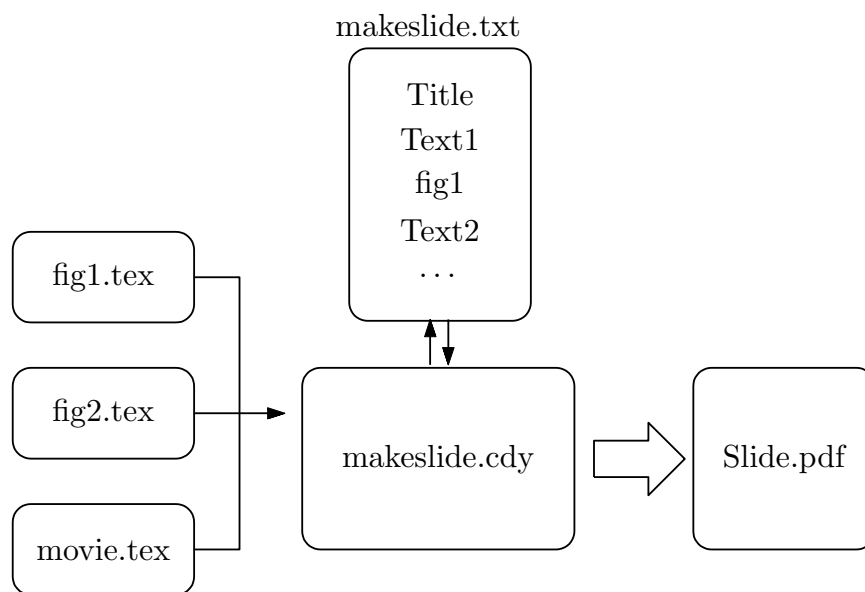 makeslide.txt
Title
Text1
fig1
Text2
...
fig1.tex
fig2.tex
movie.tex
makeslide.cdy
Slide.pdf